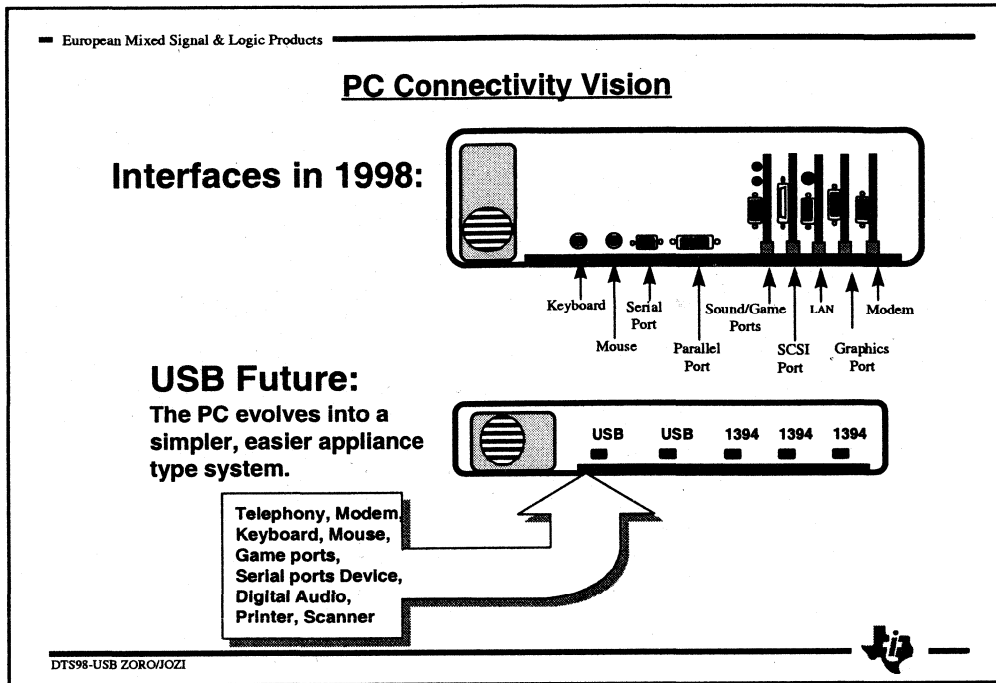 European Mixed Signal & Logic Products
PC Connectivity Vision
Interfaces in 1998:
Keyboard
Mouse
Serial
Port
Parallel
Port
Sound/Game
Ports
SCSI
Port
LAN
Graphics
Port
Modem
USB Future:
The PC evolves into a
simpler, easier appliance
type system.
USB USB 1394 1394 1394
Telephony, Modem,
Keyboard, Mouse,
Game ports,
Serial ports Device,
Digital Audio,
Printer, Scanner
DTS98-USB ZORO/JOZI